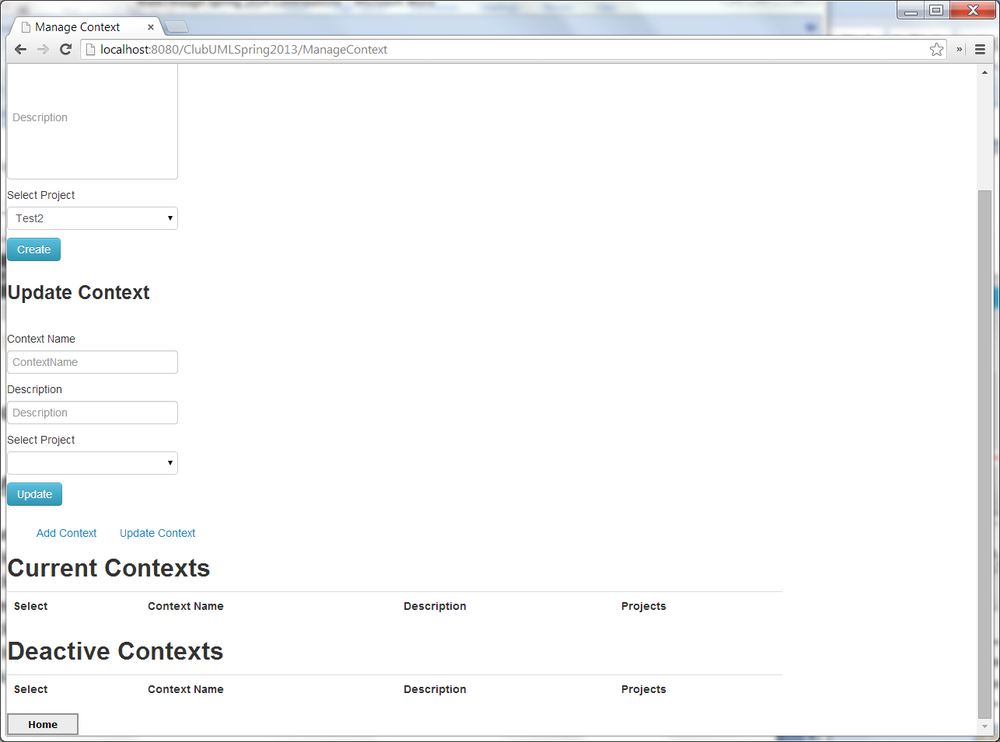 Manage Context
localhost:8080/ClubUMLSpring2013/ManageContext
Description
Select Project
Test2
Create
Update Context
Context Name
ContextName
Description
Description
Select Project
Update
Add Context Update Context
Current Contexts
Select Context Name Description Projects
Deactive Contexts
Select Context Name Description Projects
Home